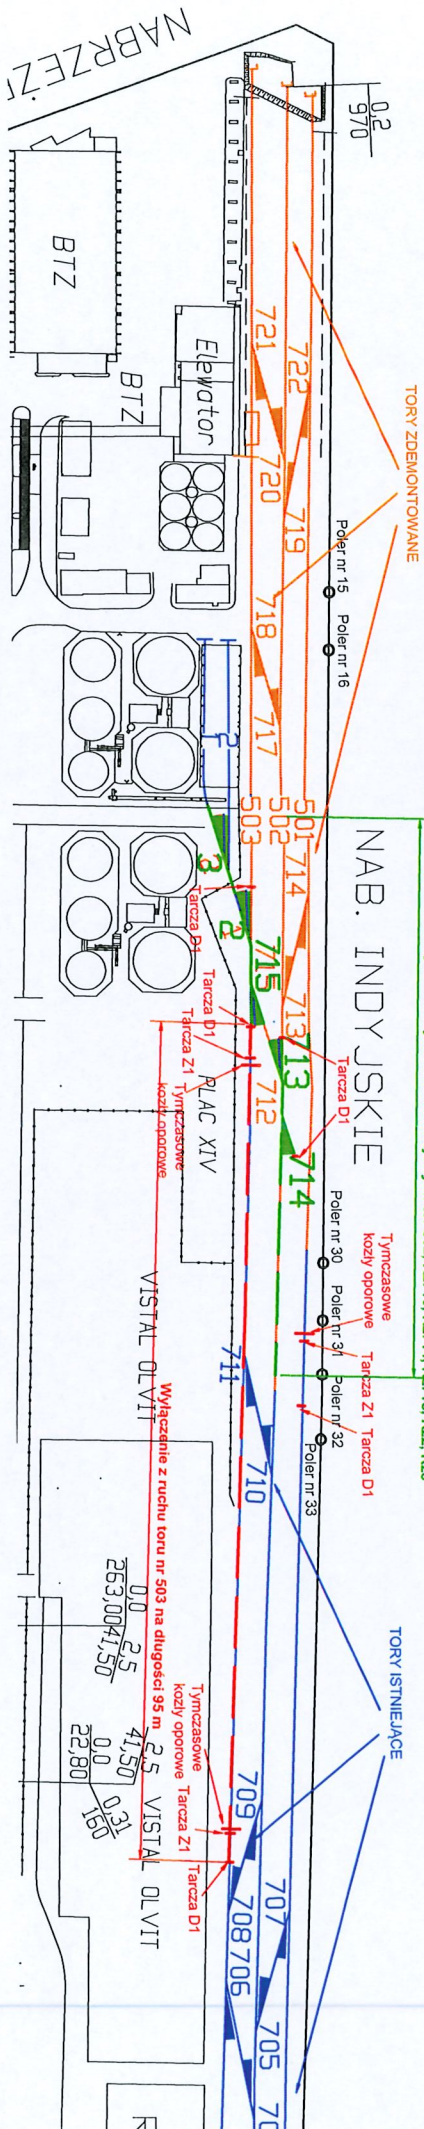 NABRZEŻ
0,2
970
BTZ
BTZ
Elewator
TORY ZDEMONTOWANE
721
722
720
719
Poler nr 15
Poler nr 16
718
717
1
2
501
502
503
NAB. INDYJSKIE
714
3
2
Tarcza D1
715
713
713
Tarcza D1
Tarcza Z1
Tymczasowe
kozły oporowe
PLAC XIV
712
Tarcza D1
714
Poler nr 30
Poler nr 31
Poler nr 32
Poler nr 33
Tymczasowe
kozły oporowe
Tarcza Z1
Tarcza D1
711
710
VISTAL OLVIT
Wyłączenie z ruchu toru nr 503 na długości 95 m
TORY ISTNIEJĄCE
0,0
263,00
2,5
41,50
41,50
2,5
0,0
22,80
0,31
160
VISTAL OLVIT
Tymczasowe
kozły oporowe
Tarcza Z1
Tarcza D1
709
708
707
706
705
70